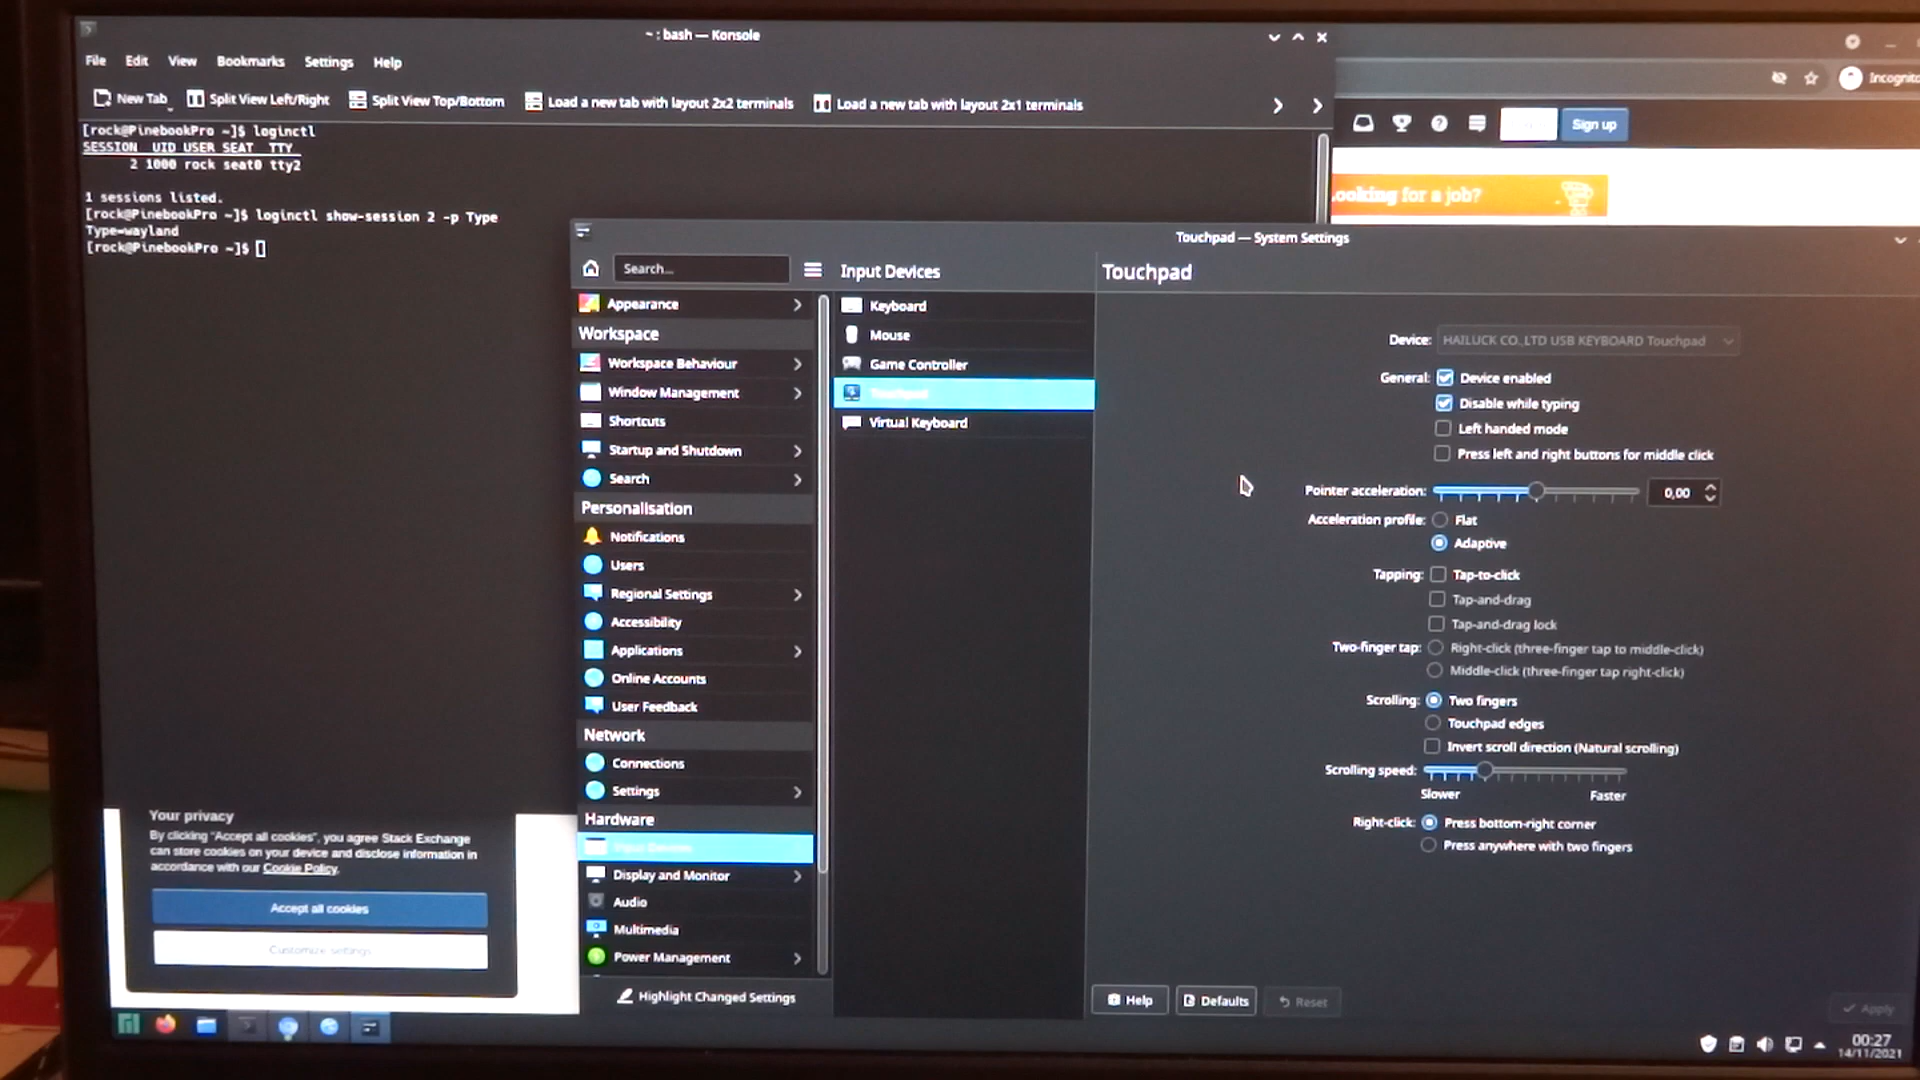 ~ : bash — Konsole
File Edit View Bookmarks Settings Help
New Tab Split View Left/Right Split View Top/Bottom Load a new tab with layout 2x2 terminals Load a new tab with layout 2x1 terminals
[rock@PinebookPro ~]$ loginctl
SESSION UID USER SEAT TTY
2 1000 rock seat0 tty2
1 sessions listed.
[rock@PinebookPro ~]$ loginctl show-session 2 -p Type
Type=wayland
[rock@PinebookPro ~]$
Incognito
Sign up
ooking for a job?
Touchpad — System Settings
Search...
Appearance
Workspace
Workspace Behaviour
Window Management
Shortcuts
Startup and Shutdown
Search
Personalisation
Notifications
Users
Regional Settings
Accessibility
Applications
Online Accounts
User Feedback
Network
Connections
Settings
Hardware
Input Devices
Display and Monitor
Audio
Multimedia
Power Management
Highlight Changed Settings
Input Devices
Keyboard
Mouse
Game Controller
Touchpad
Virtual Keyboard
Touchpad
Device: HAILUCK CO.,LTD USB KEYBOARD Touchpad
General: Device enabled
Disable while typing
Left handed mode
Press left and right buttons for middle click
Pointer acceleration: 0,00
Acceleration profile: Flat
Adaptive
Tapping: Tap-to-click
Tap-and-drag
Tap-and-drag lock
Two-finger tap: Right-click (three-finger tap to middle-click)
Middle-click (three-finger tap right-click)
Scrolling: Two fingers
Touchpad edges
Invert scroll direction (Natural scrolling)
Scrolling speed:
Slower Faster
Right-click: Press bottom-right corner
Press anywhere with two fingers
Help Defaults Reset Apply
Your privacy
By clicking "Accept all cookies", you agree Stack Exchange
can store cookies on your device and disclose information in
accordance with our Cookie Policy.
Accept all cookies
Customize settings
00:27
14/11/2021